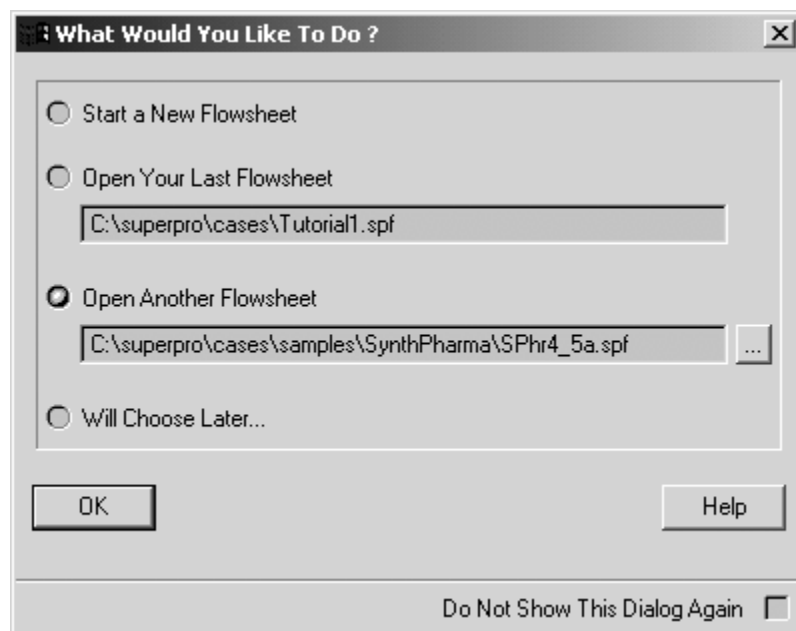 What Would You Like To Do ?
Start a New Flowsheet
Open Your Last Flowsheet
C:\superpro\cases\Tutorial1.spf
Open Another Flowsheet
C:\superpro\cases\samples\SynthPharma\SPhr4_5a.spf
...
Will Choose Later...
OK
Help
Do Not Show This Dialog Again